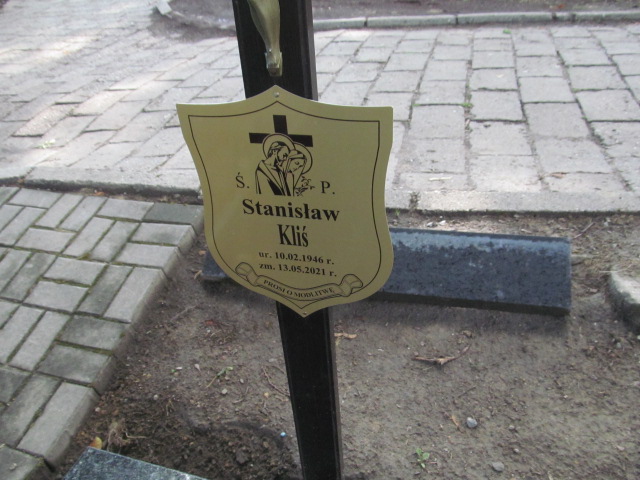 Ś. P.
Stanisław
Kliś
ur. 10.02.1946 r.
zm. 13.05.2021 r.
PROSI O MODLITWĘ